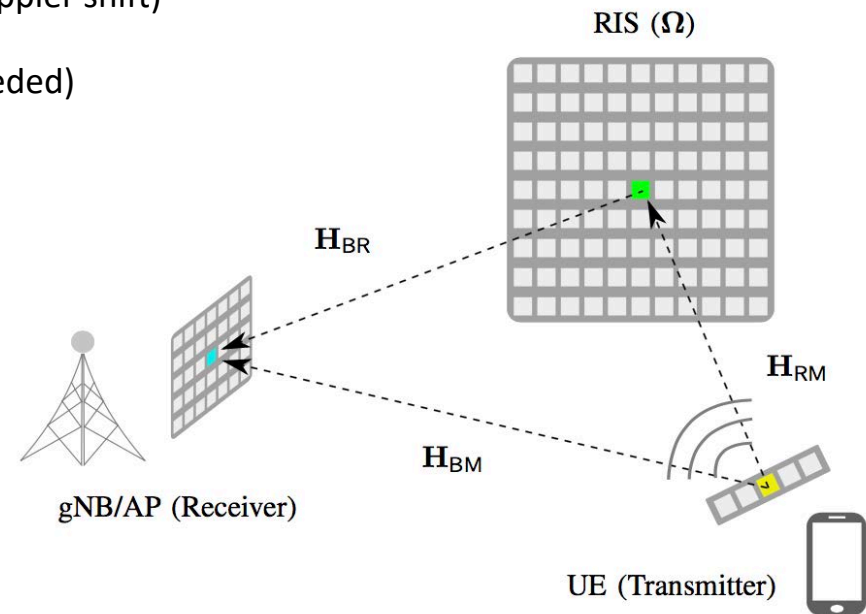 ppler shift)
eded)
RIS (Ω)
H_BR
H_RM
H_BM
gNB/AP (Receiver)
UE (Transmitter)